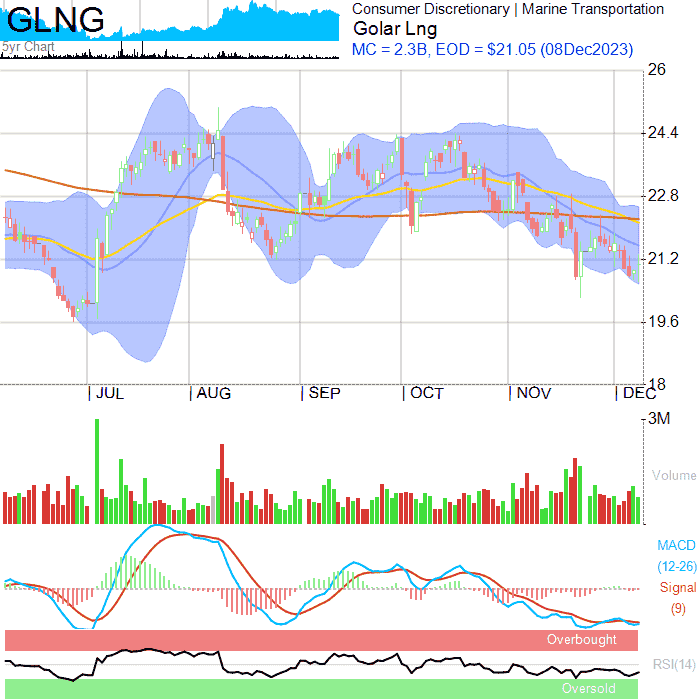 GLNG
5yr Chart
Consumer Discretionary | Marine Transportation
Golar Lng
MC = 2.3B, EOD = $21.05 (08Dec2023)
26
24.4
22.8
21.2
19.6
18
JUL AUG SEP OCT NOV DEC
3M
Volume
MACD
(12-26)
Signal
(9)
Overbought
RSI(14)
Oversold